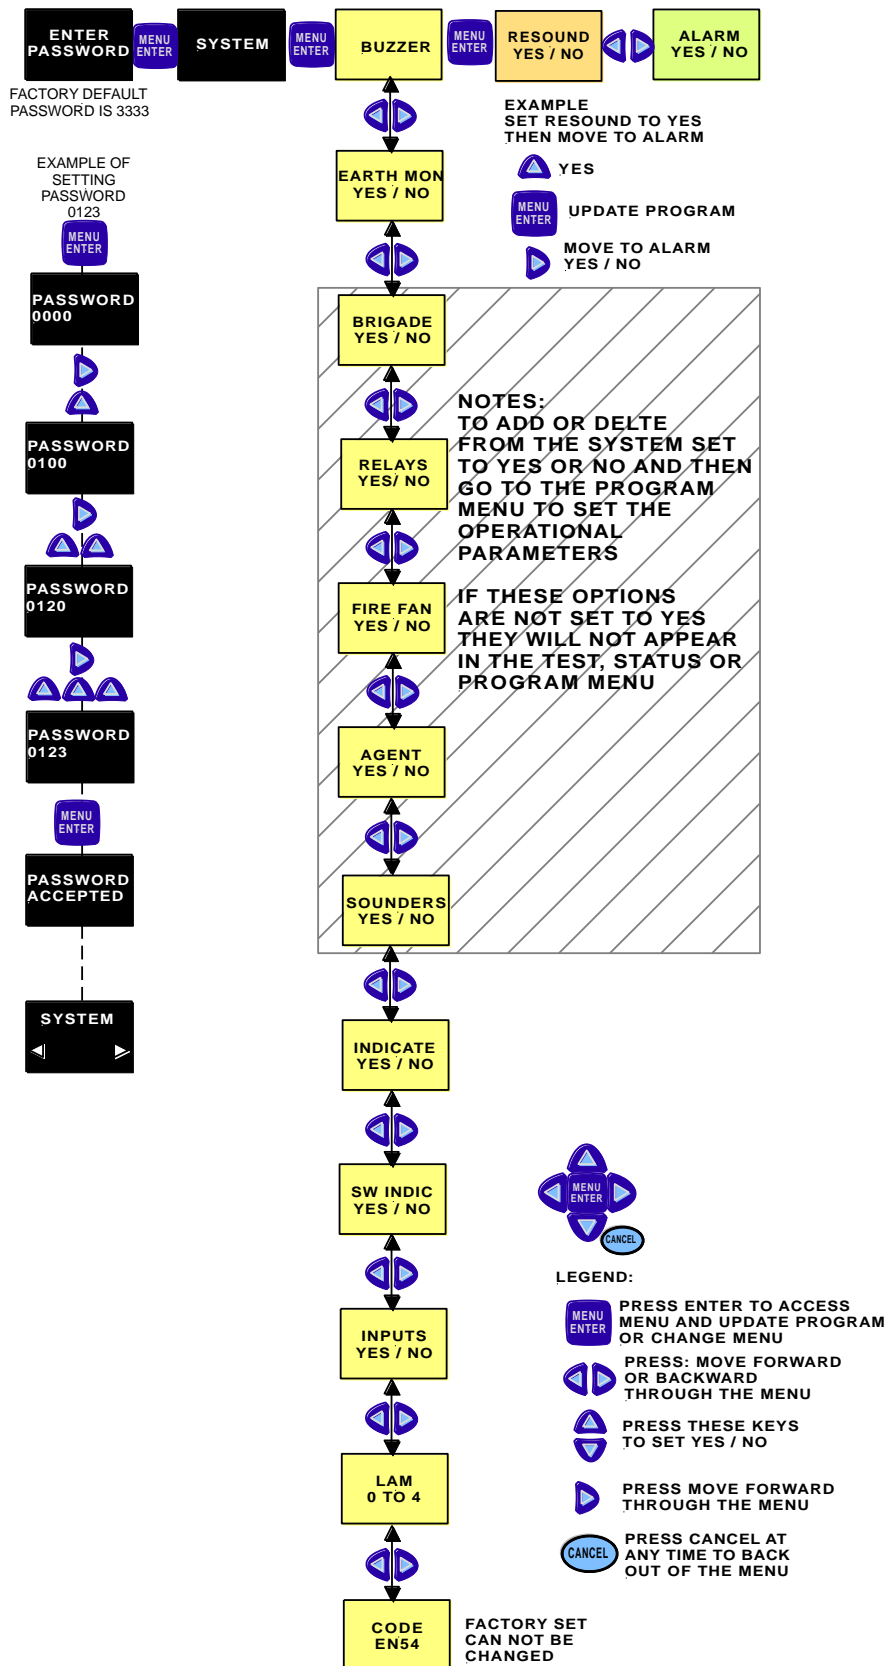 ENTER
PASSWORD
MENU
ENTER
SYSTEM
MENU
ENTER
BUZZER
MENU
ENTER
RESOUND
YES / NO
ALARM
YES / NO
FACTORY DEFAULT
PASSWORD IS 3333
EXAMPLE
SET RESOUND TO YES
THEN MOVE TO ALARM
YES
MENU
ENTER
UPDATE PROGRAM
MOVE TO ALARM
YES / NO
EXAMPLE OF
SETTING
PASSWORD
0123
MENU
ENTER
PASSWORD
0000
PASSWORD
0100
PASSWORD
0120
PASSWORD
0123
MENU
ENTER
PASSWORD
ACCEPTED
SYSTEM
EARTH MON
YES / NO
BRIGADE
YES / NO
RELAYS
YES/ NO
FIRE FAN
YES / NO
AGENT
YES / NO
SOUNDERS
YES / NO
NOTES:
TO ADD OR DELTE
FROM THE SYSTEM SET
TO YES OR NO AND THEN
GO TO THE PROGRAM
MENU TO SET THE
OPERATIONAL
PARAMETERS
IF THESE OPTIONS
ARE NOT SET TO YES
THEY WILL NOT APPEAR
IN THE TEST, STATUS OR
PROGRAM MENU
INDICATE
YES / NO
SW INDIC
YES / NO
INPUTS
YES / NO
LAM
0 TO 4
CODE
EN54
FACTORY SET
CAN NOT BE
CHANGED
MENU
ENTER
CANCEL
LEGEND:
MENU
ENTER
PRESS ENTER TO ACCESS
MENU AND UPDATE PROGRAM
OR CHANGE MENU
PRESS: MOVE FORWARD
OR BACKWARD
THROUGH THE MENU
PRESS THESE KEYS
TO SET YES / NO
PRESS MOVE FORWARD
THROUGH THE MENU
CANCEL
PRESS CANCEL AT
ANY TIME TO BACK
OUT OF THE MENU